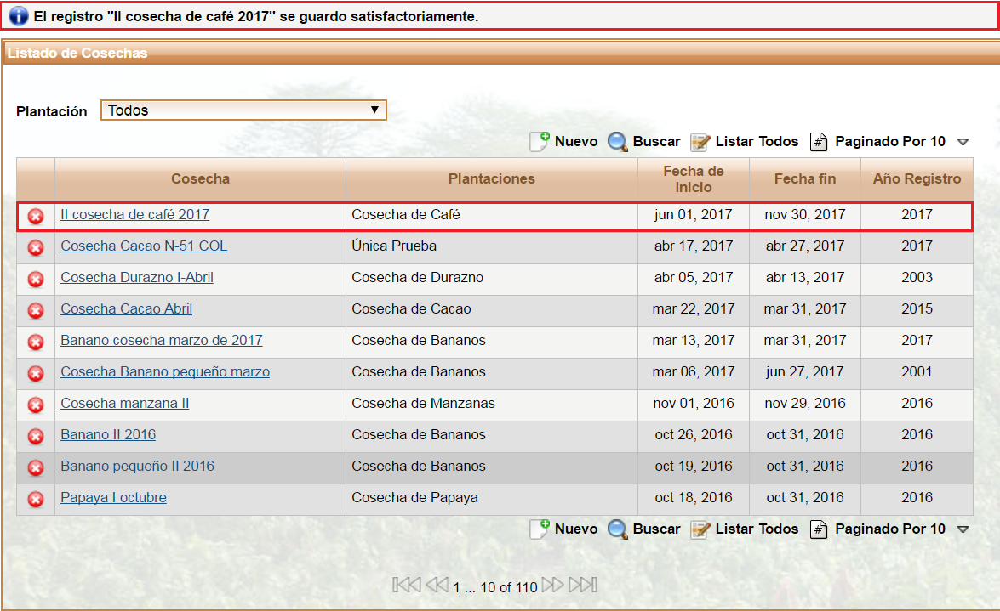 El registro "II cosecha de café 2017" se guardo satisfactoriamente.
Listado de Cosechas
Plantación Todos
Nuevo Buscar Listar Todos # Paginado Por 10
Cosecha Plantaciones Fecha de Inicio Fecha fin Año Registro
II cosecha de café 2017 Cosecha de Café jun 01, 2017 nov 30, 2017 2017
Cosecha Cacao N-51 COL Única Prueba abr 17, 2017 abr 27, 2017 2017
Cosecha Durazno I-Abril Cosecha de Durazno abr 05, 2017 abr 13, 2017 2003
Cosecha Cacao Abril Cosecha de Cacao mar 22, 2017 mar 31, 2017 2015
Banano cosecha marzo de 2017 Cosecha de Bananos mar 13, 2017 mar 31, 2017 2017
Cosecha Banano pequeño marzo Cosecha de Bananos mar 06, 2017 jun 27, 2017 2001
Cosecha manzana II Cosecha de Manzanas nov 01, 2016 nov 29, 2016 2016
Banano II 2016 Cosecha de Bananos oct 26, 2016 oct 31, 2016 2016
Banano pequeño II 2016 Cosecha de Bananos oct 19, 2016 oct 31, 2016 2016
Papaya I octubre Cosecha de Papaya oct 18, 2016 oct 31, 2016 2016
Nuevo Buscar Listar Todos # Paginado Por 10
1 ... 10 of 110